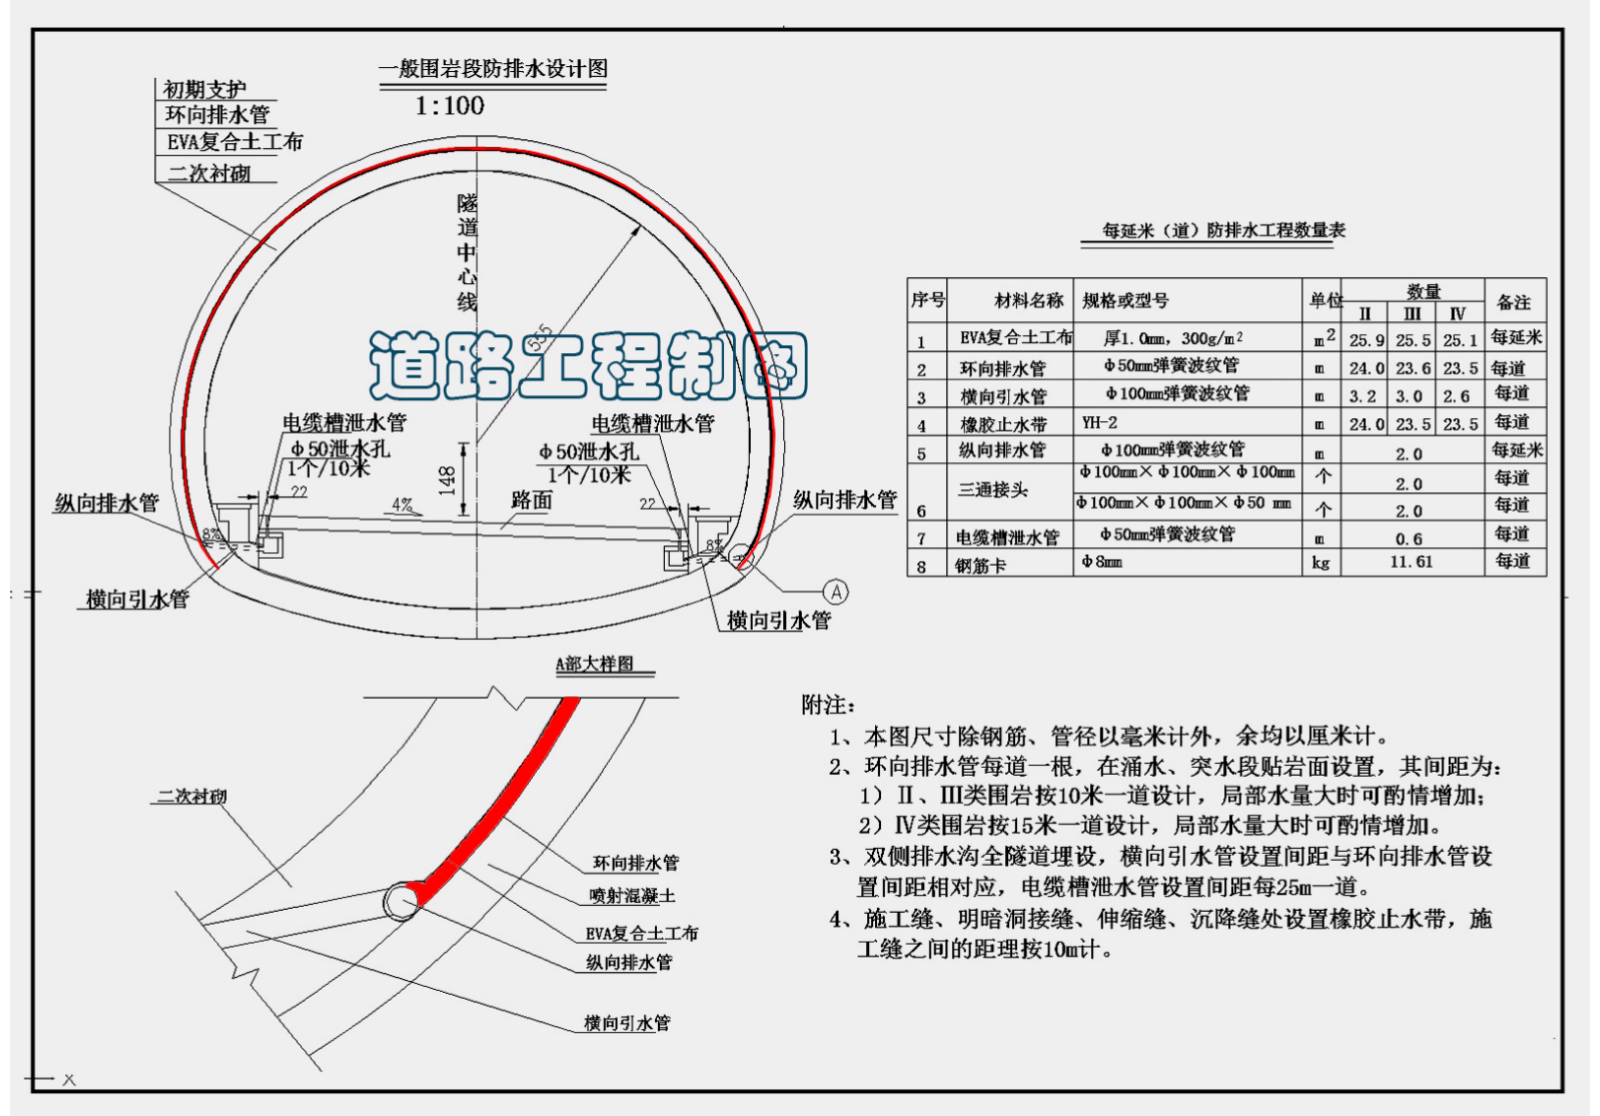 一般围岩段防排水设计图
1:100
初期支护
环向排水管
EVA复合土工布
二次衬砌
隧道中心线
555
道路工程制图
电缆槽泄水管
φ50泄水孔
1个/10米
22
148
4%
路面
电缆槽泄水管
φ50泄水孔
1个/10米
22
纵向排水管
8%
横向引水管
纵向排水管
8%
A
横向引水管
每延米（道）防排水工程数量表
序号 材料名称 规格或型号 单位 数量 备注
Ⅱ Ⅲ Ⅳ
1 EVA复合土工布 厚1.0mm，300g/m² m² 25.9 25.5 25.1 每延米
2 环向排水管 φ50mm弹簧波纹管 m 24.0 23.6 23.5 每道
3 横向引水管 φ100mm弹簧波纹管 m 3.2 3.0 2.6 每道
4 橡胶止水带 YH-2 m 24.0 23.5 23.5 每道
5 纵向排水管 φ100mm弹簧波纹管 m 2.0 每延米
6 三通接头 φ100mm×φ100mm×φ100mm 个 2.0 每道
φ100mm×φ100mm×φ50 mm 个 2.0 每道
7 电缆槽泄水管 φ50mm弹簧波纹管 m 0.6 每道
8 钢筋卡 φ8mm kg 11.61 每道
A部大样图
二次衬砌
环向排水管
喷射混凝土
EVA复合土工布
纵向排水管
横向引水管
附注：
1、本图尺寸除钢筋、管径以毫米计外，余均以厘米计。
2、环向排水管每道一根，在涌水、突水段贴岩面设置，其间距为：
1）Ⅱ、Ⅲ类围岩按10米一道设计，局部水量大时可酌情增加；
2）Ⅳ类围岩按15米一道设计，局部水量大时可酌情增加。
3、双侧排水沟全隧道埋设，横向引水管设置间距与环向排水管设
置间距相对应，电缆槽泄水管设置间距每25m一道。
4、施工缝、明暗洞接缝、伸缩缝、沉降缝处设置橡胶止水带，施
工缝之间的距理按10m计。
X